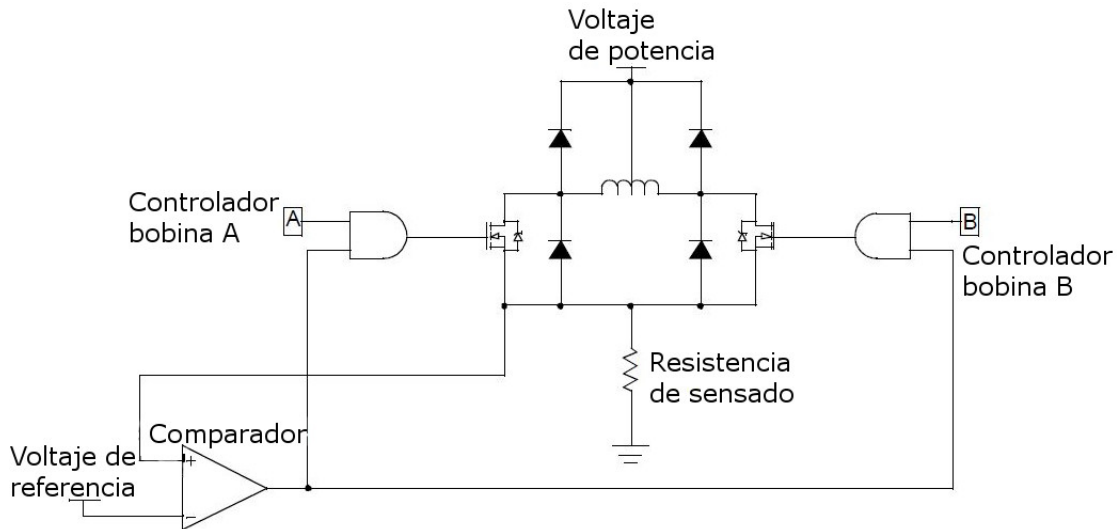 Voltaje
de potencia
Controlador
bobina A
A
B
Controlador
bobina B
Resistencia
de sensado
Comparador
Voltaje de
referencia
+
−